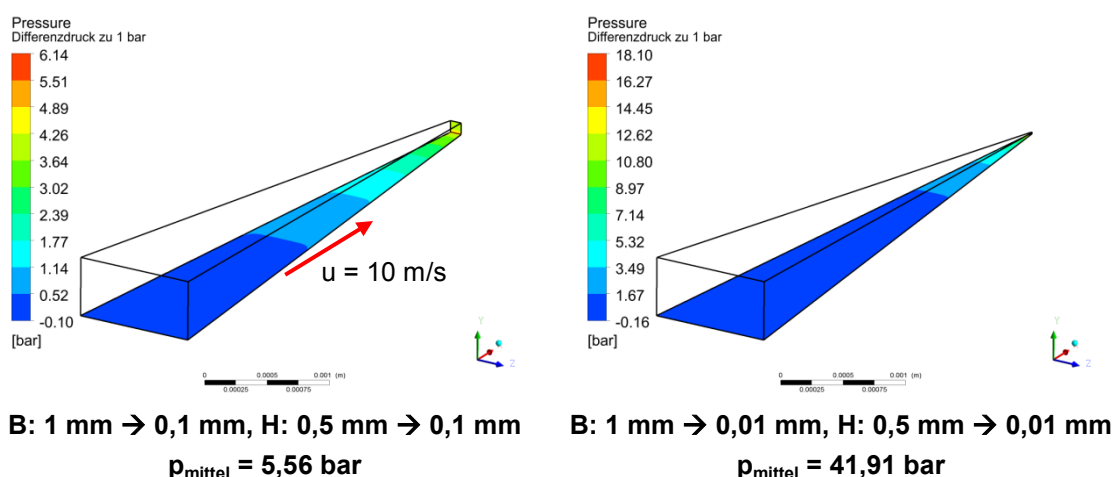 Pressure
Differenzdruck zu 1 bar
6.14
5.51
4.89
4.26
3.64
3.02
2.39
1.77
1.14
0.52
-0.10
[bar]
u = 10 m/s
Y
Z
0 0.0005 0.001 (m)
0.00025 0.00075
B: 1 mm → 0,1 mm, H: 0,5 mm → 0,1 mm
pmittel = 5,56 bar
Pressure
Differenzdruck zu 1 bar
18.10
16.27
14.45
12.62
10.80
8.97
7.14
5.32
3.49
1.67
-0.16
[bar]
Y
Z
0 0.0005 0.001 (m)
0.00025 0.00075
B: 1 mm → 0,01 mm, H: 0,5 mm → 0,01 mm
pmittel = 41,91 bar